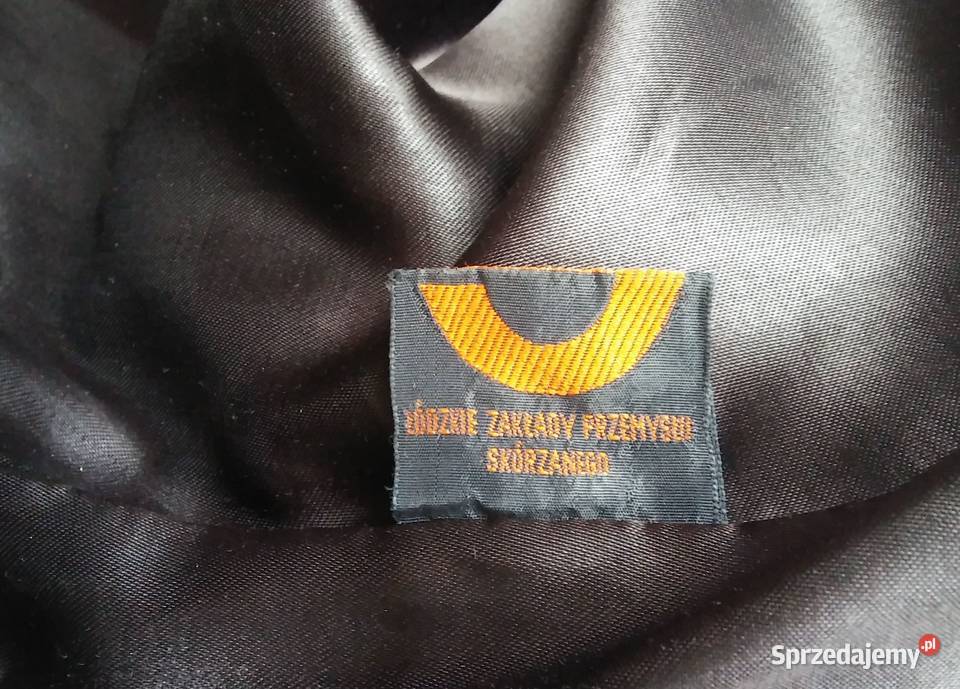 ŁÓDZKIE ZAKŁADY PRZEMYSŁU
SKÓRZANEGO
Sprzedajemy.pl